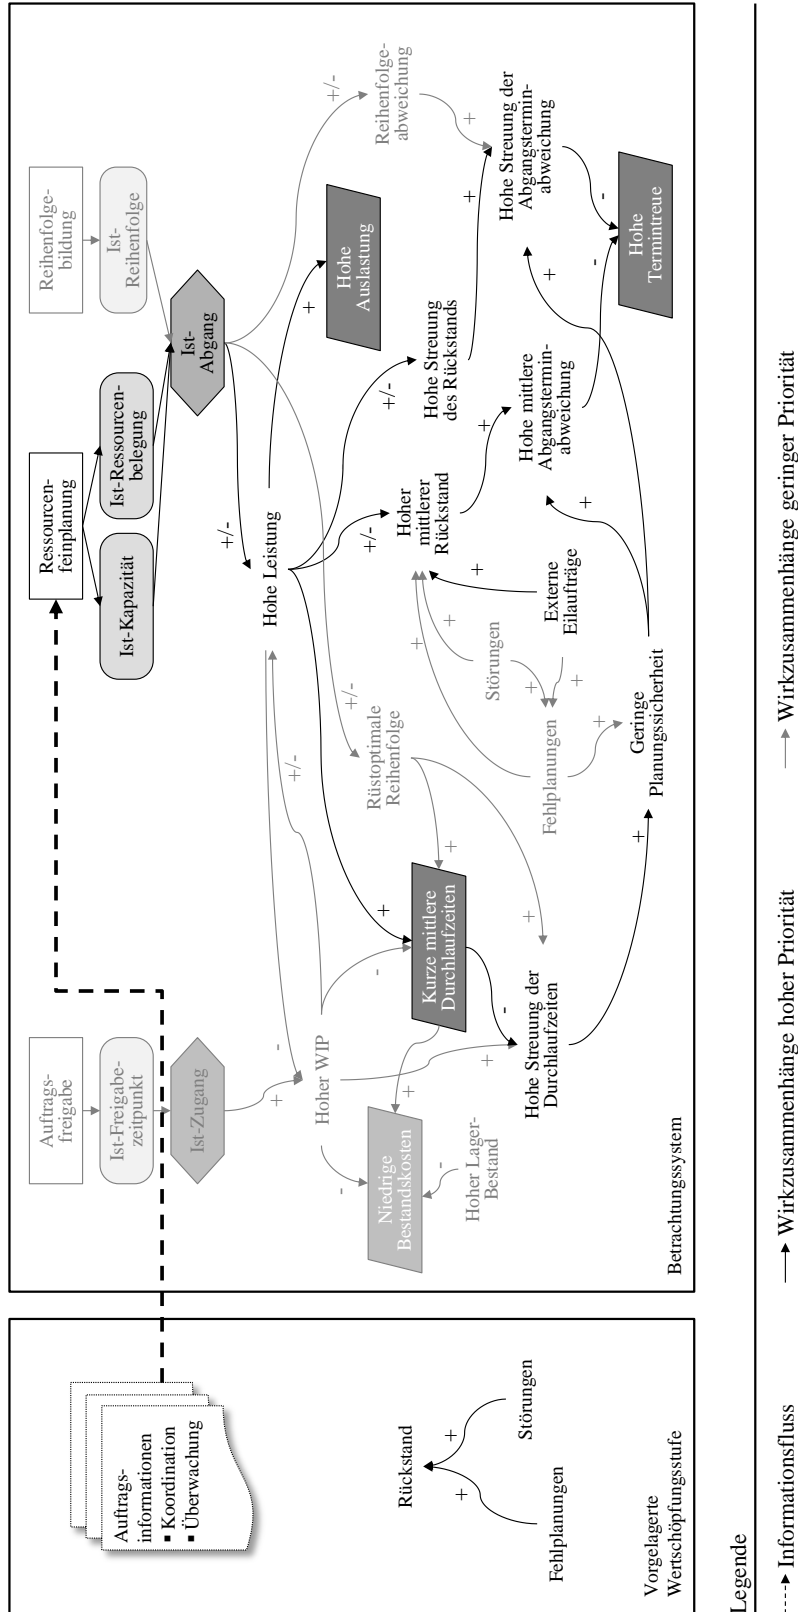 Auftrags-
informationen
▪ Koordination
▪ Überwachung
Rückstand
+
+
Störungen
Fehlplanungen
Vorgelagerte
Wertschöpfungsstufe
Auftrags-
freigabe
Ist-Freigabe-
zeitpunkt
Ist-Zugang
+
Hoher WIP
-
+/-
-
-
+
+
Niedrige
Bestandskosten
-
Hoher Lager-
Bestand
Kurze mittlere
Durchlaufzeiten
+
-
Hohe Streuung der
Durchlaufzeiten
Ressourcen-
feinplanung
Ist-Kapazität
Ist-Ressourcen-
belegung
Reihenfolge-
bildung
Ist-
Reihenfolge
Ist-
Abgang
+/-
+/-
+/-
Hohe Leistung
Rüstoptimale
Reihenfolge
+
+
+
Hohe
Auslastung
Reihenfolge-
abweichung
+
+/-
+/-
Hoher
mittlerer
Rückstand
Hohe Streuung
des Rückstands
+
+
+
+
+
Störungen
Externe
Eilaufträge
+
+
Fehlplanungen
+
+
Geringe
Planungssicherheit
+
+
Hohe mittlere
Abgangstermin-
abweichung
Hohe Streuung der
Abgangstermin-
abweichung
-
-
Hohe
Termintreue
Betrachtungssystem
Legende
Informationsfluss
Wirkzusammenhänge hoher Priorität
Wirkzusammenhänge geringer Priorität